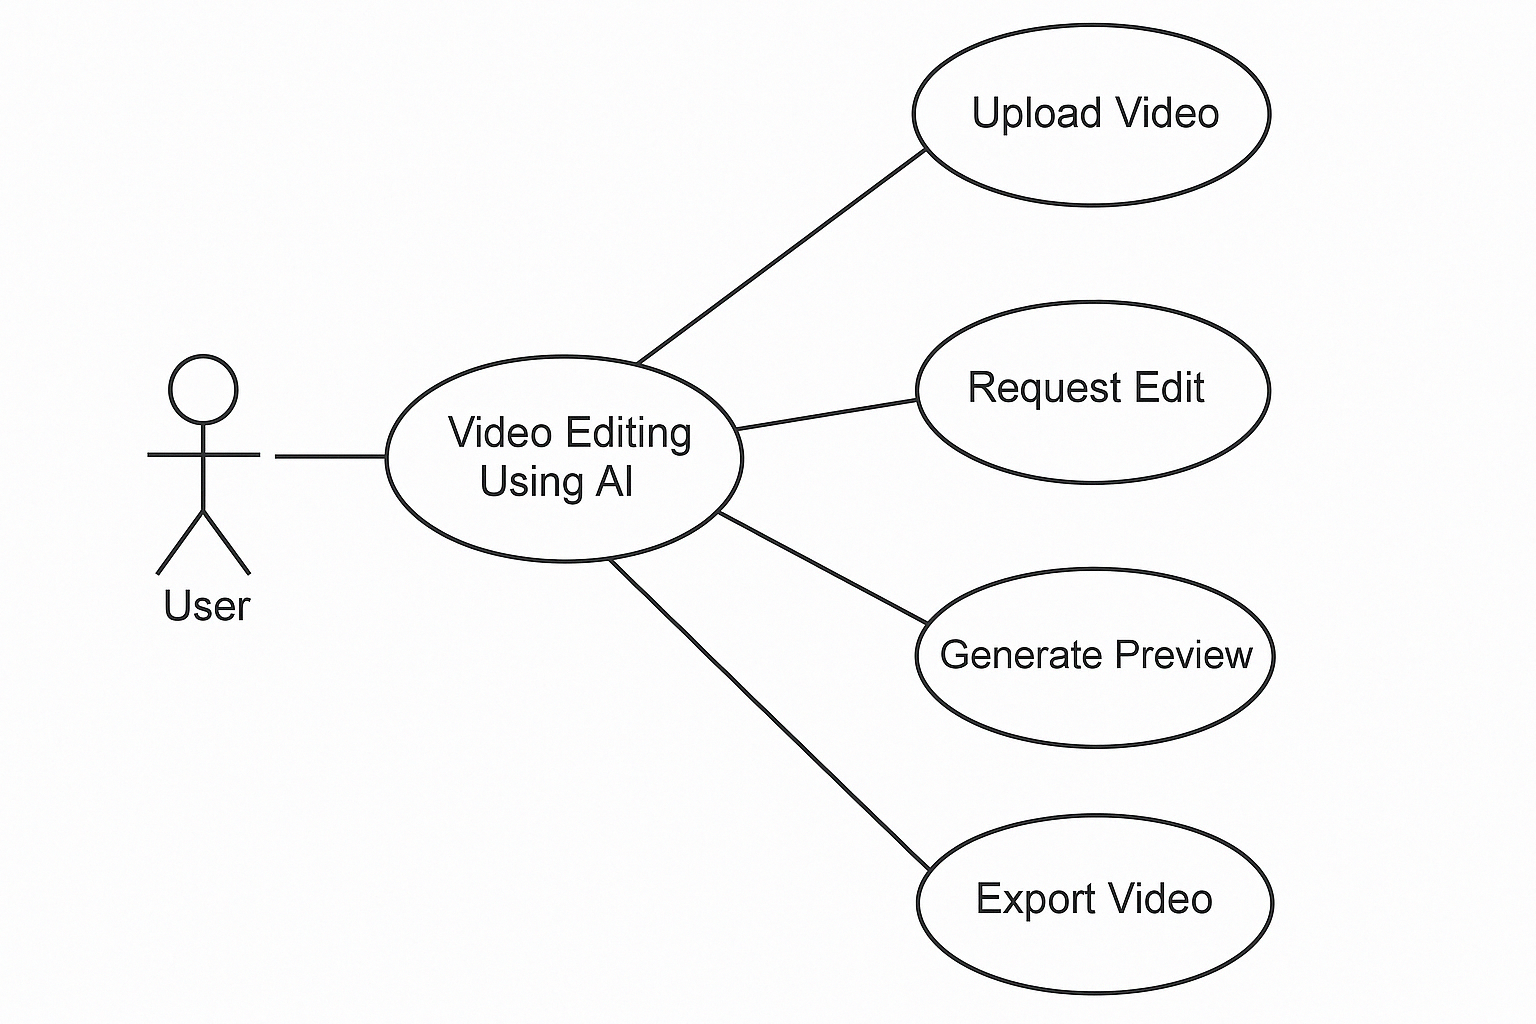 Upload Video
Request Edit
Video Editing
Using AI
User
Generate Preview
Export Video